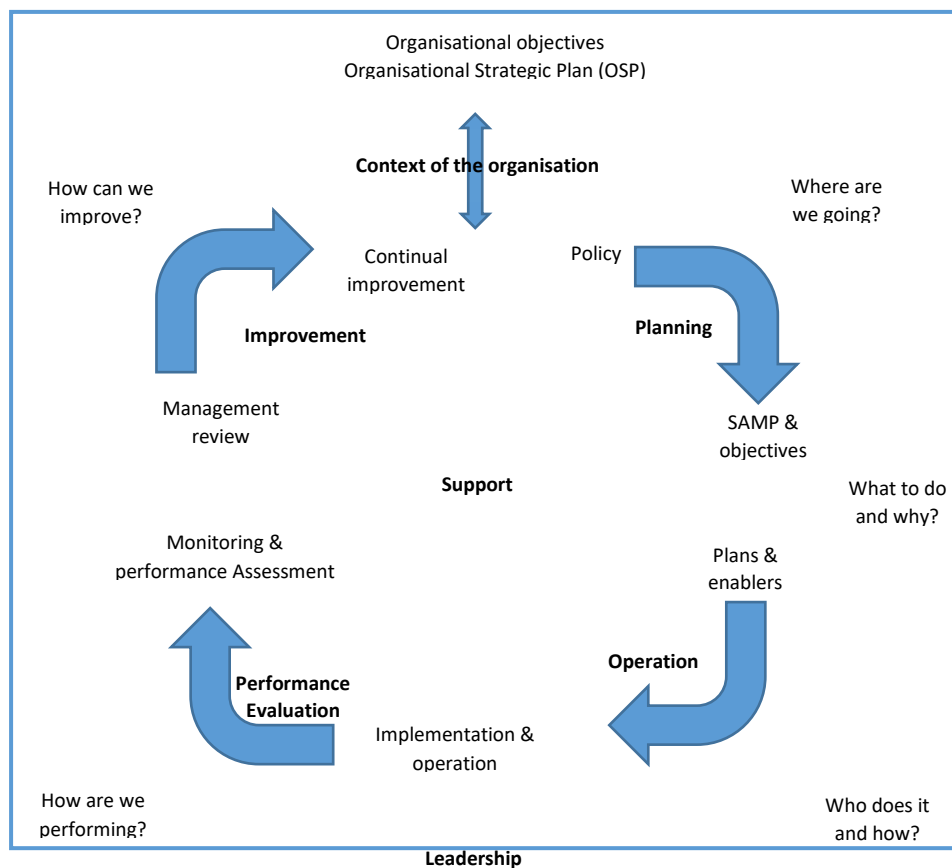 Organisational objectives
Organisational Strategic Plan (OSP)
Context of the organisation
How can we
improve?
Where are
we going?
Continual
improvement
Policy
Improvement
Planning
Management
review
SAMP &
objectives
Support
What to do
and why?
Monitoring &
performance Assessment
Plans &
enablers
Operation
Performance
Evaluation
Implementation &
operation
How are we
performing?
Who does it
and how?
Leadership